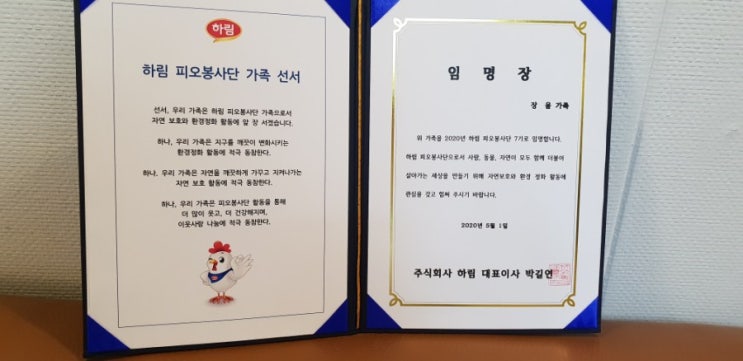 하림
하림 피오봉사단 가족 선서
선서, 우리 가족은 하림 피오봉사단 가족으로서
자연 보호와 환경정화 활동에 앞 장 서겠습니다.
하나, 우리 가족은 지구를 깨끗이 변화시키는
환경정화 활동에 적극 동참한다.
하나, 우리 가족은 자연을 깨끗하게 가꾸고 지켜나가는
자연 보호 활동에 적극 동참한다.
하나, 우리 가족은 피오봉사단 활동을 통해
더 많이 웃고, 더 건강해지며,
이웃사랑 나눔에 적극 동참한다.
임 명 장
장 율 가족
위 가족을 2020년 하림 피오봉사단 7기로 임명합니다.
하림 피오봉사단으로서 사람, 동물, 자연이 모두 함께 더불어
살아가는 세상을 만들기 위해 자연보호와 환경 정화 활동에
관심을 갖고 힘써 주시기 바랍니다.
2020년 5월 1일
주식회사 하림 대표이사 박길연